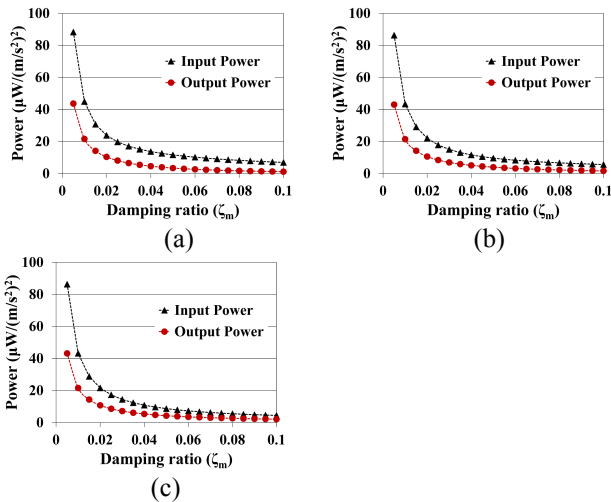 100
80
60
40
20
0
Power (µW/(m/s²)²)
Input Power
Output Power
0 0.02 0.04 0.06 0.08 0.1
Damping ratio (ζm)
(a)
100
80
60
40
20
0
Power (µW/(m/s²)²)
Input Power
Output Power
0 0.02 0.04 0.06 0.08 0.1
Damping ratio (ζm)
(b)
100
80
60
40
20
0
Power (µW/(m/s²)²)
Input Power
Output Power
0 0.02 0.04 0.06 0.08 0.1
Damping ratio (ζm)
(c)